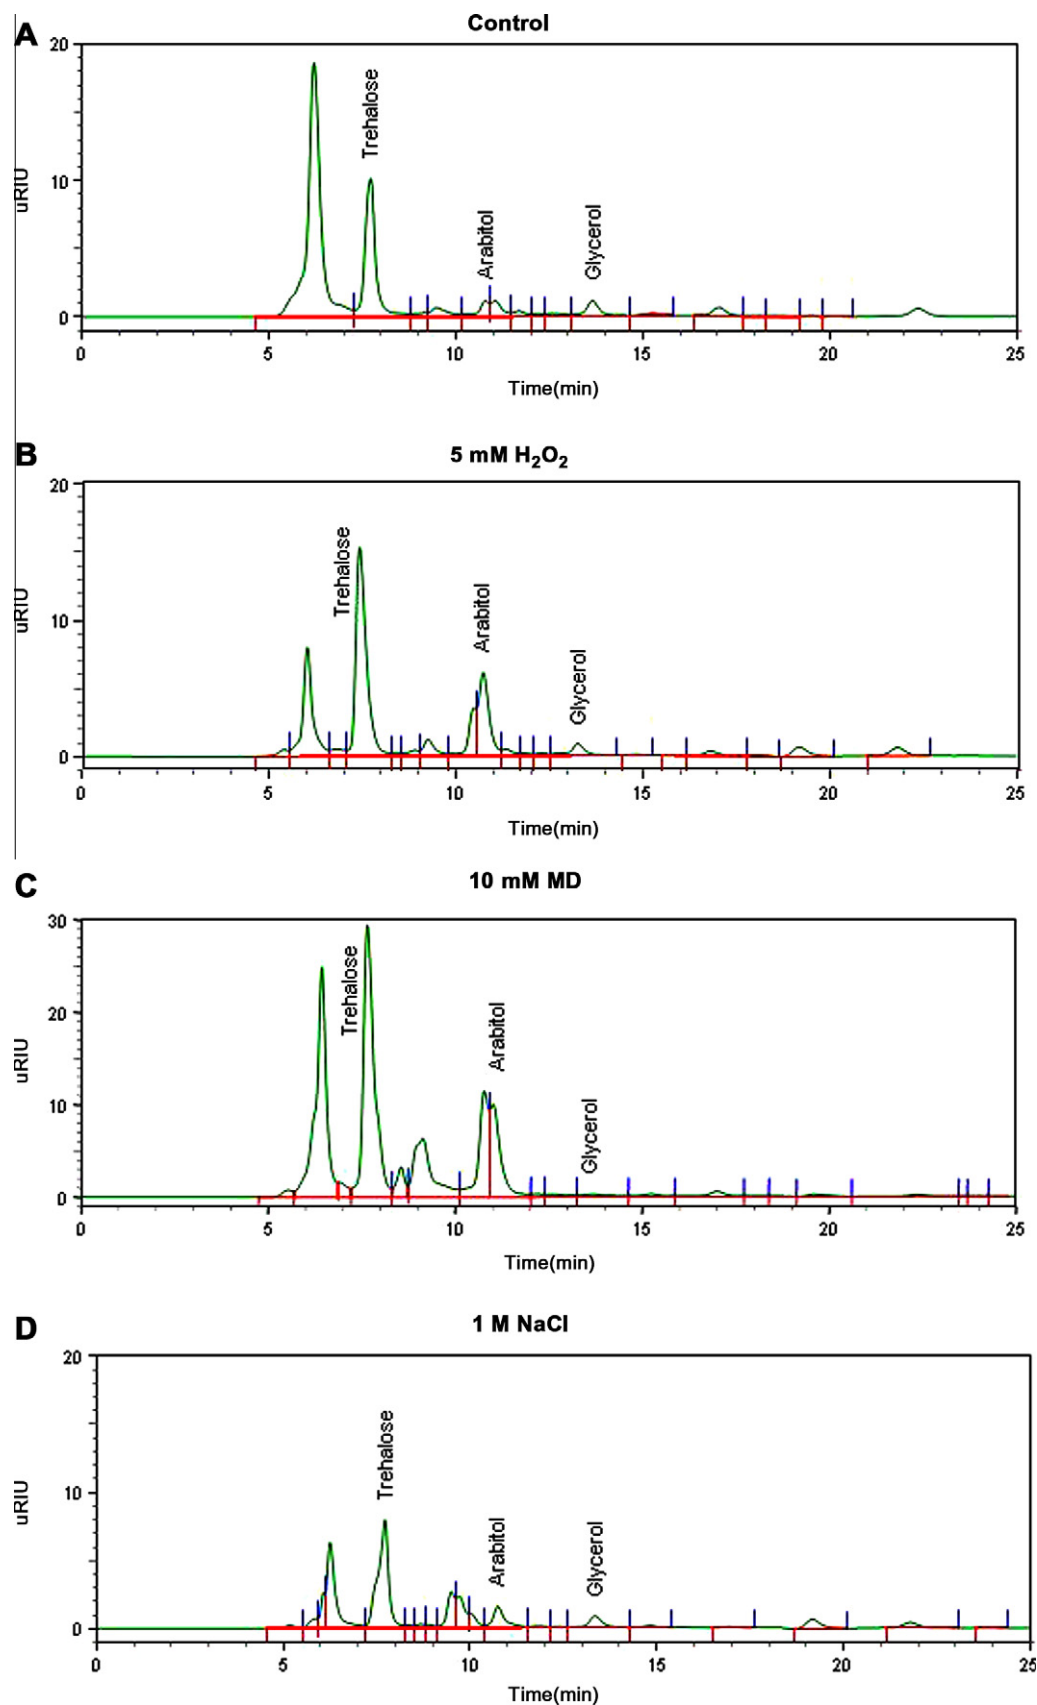 A
Control
20
10
0
uRIU
Trehalose
Arabitol
Glycerol
0 5 10 15 20 25
Time(min)
B
5 mM H₂O₂
20
10
0
uRIU
Trehalose
Arabitol
Glycerol
0 5 10 15 20 25
Time(min)
C
10 mM MD
30
20
10
0
uRIU
Trehalose
Arabitol
Glycerol
0 5 10 15 20 25
Time(min)
D
1 M NaCl
20
10
0
uRIU
Trehalose
Arabitol
Glycerol
0 5 10 15 20 25
Time(min)